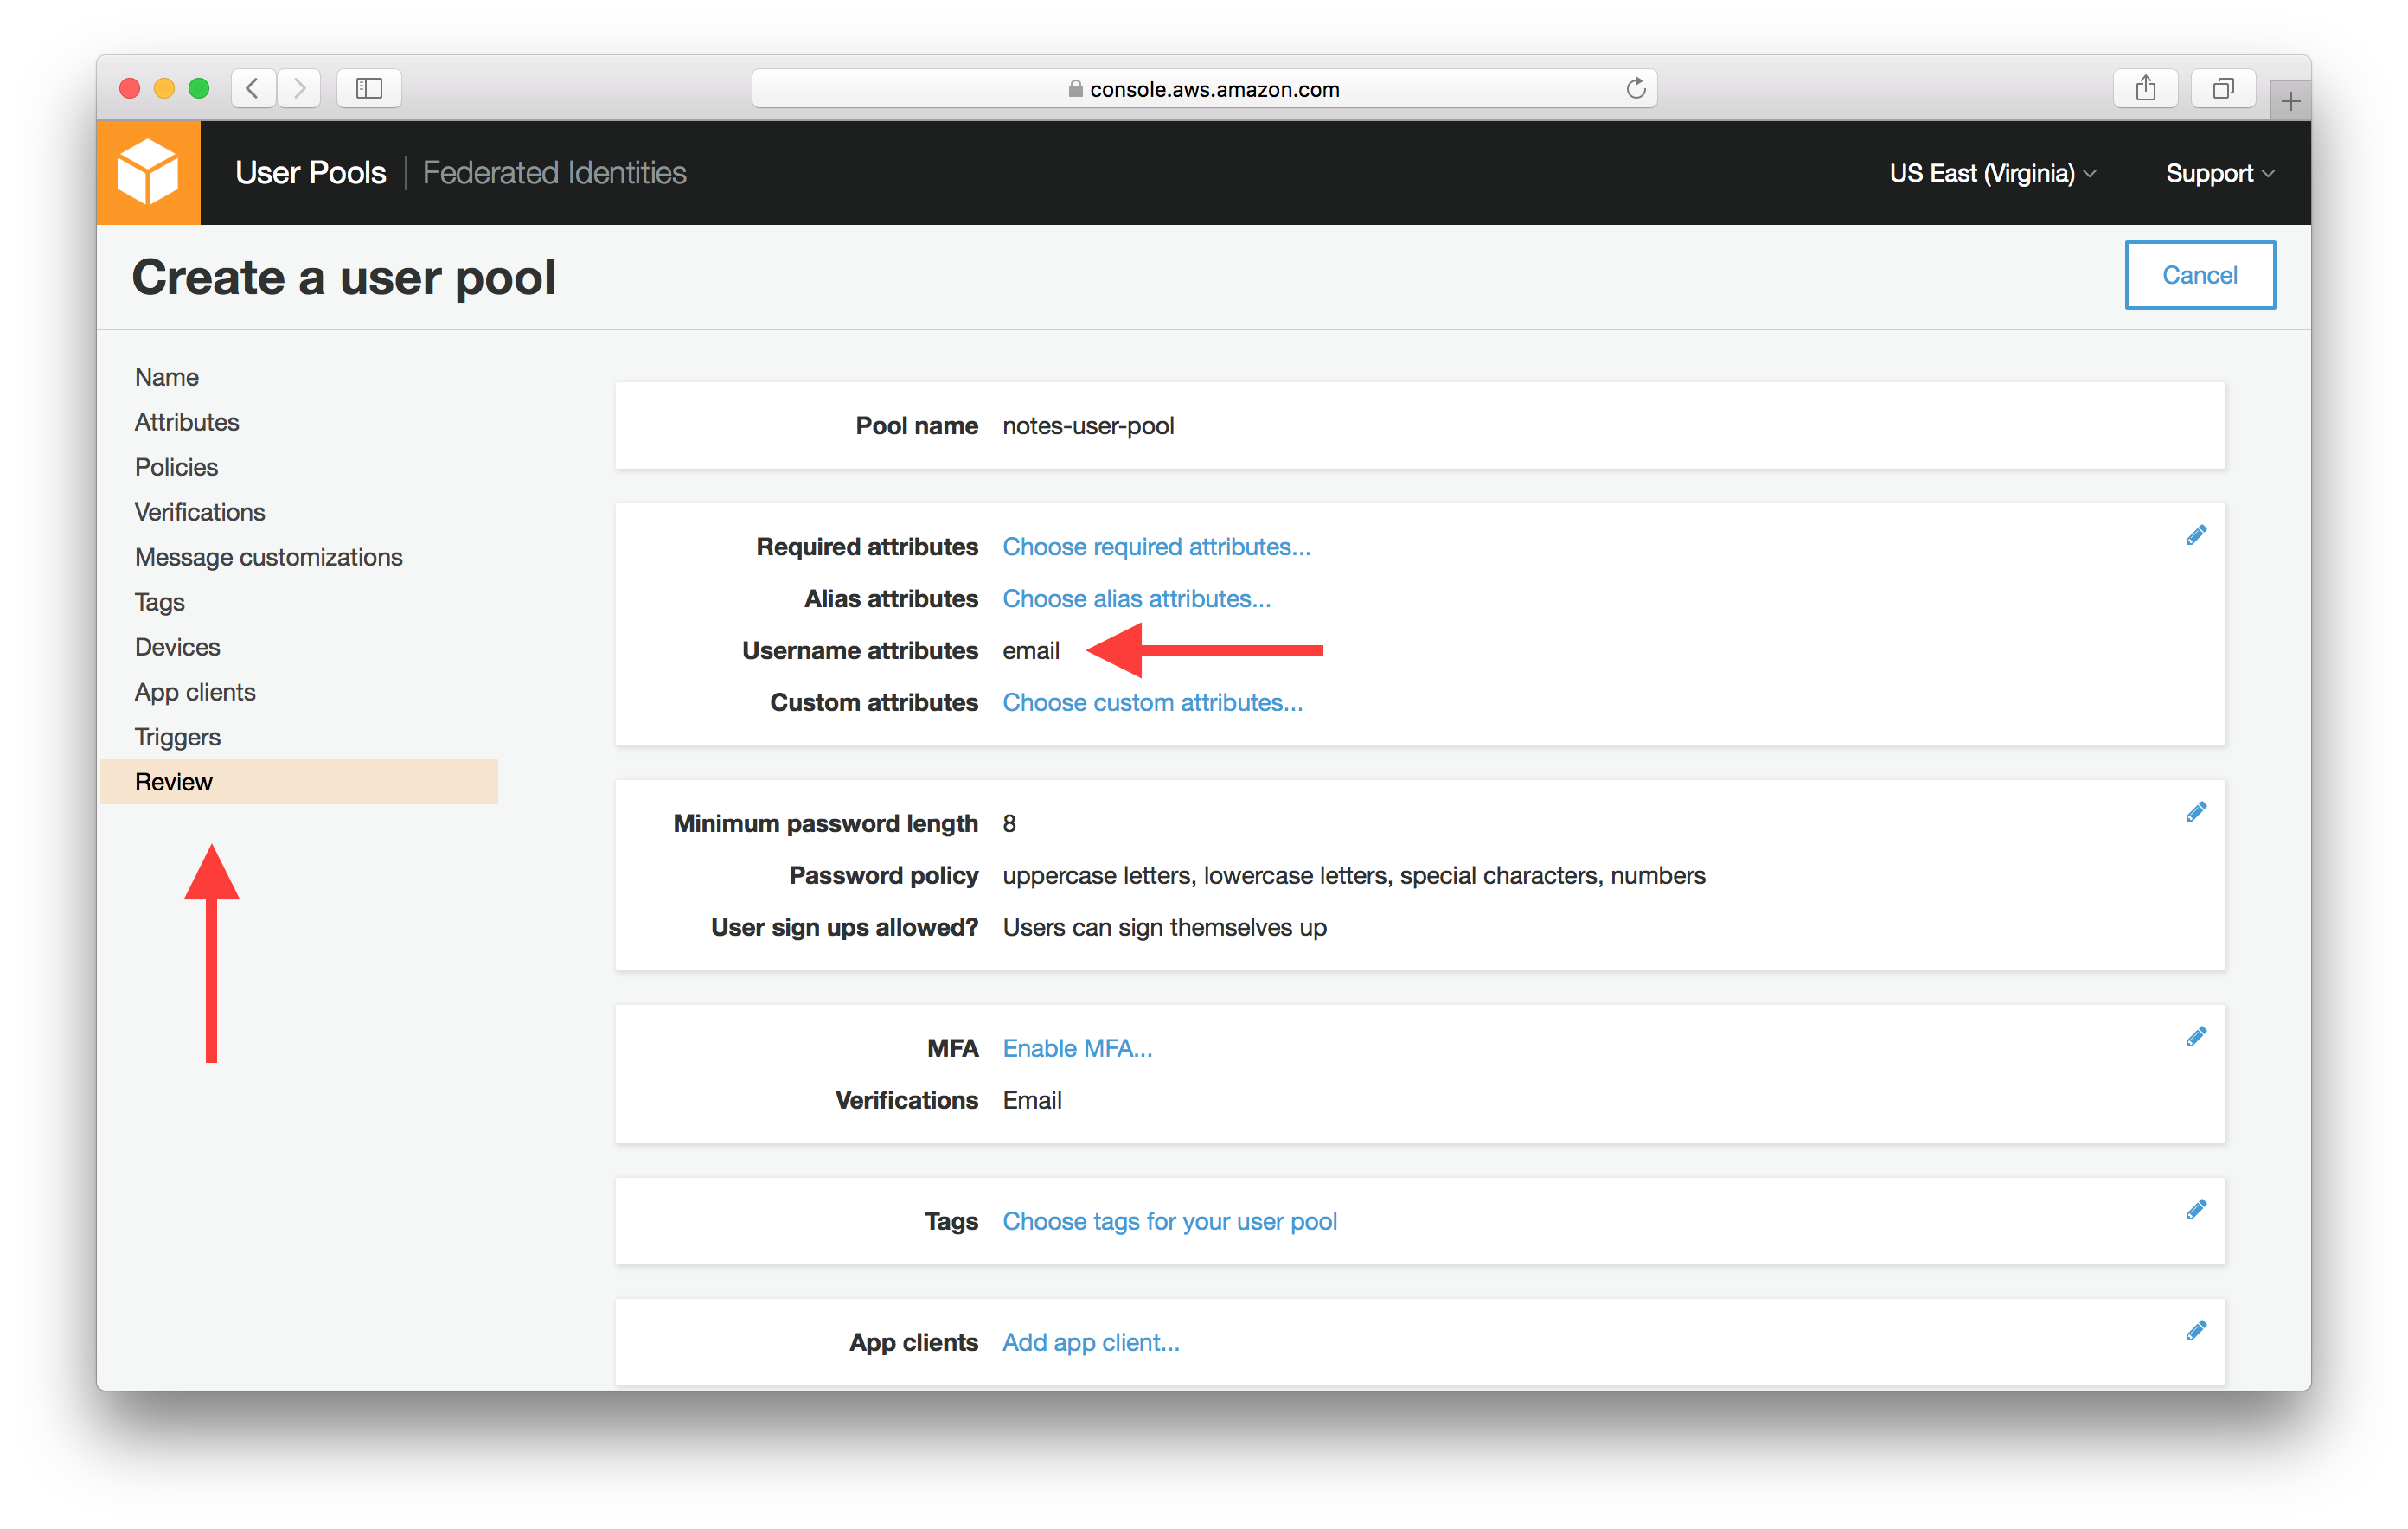 console.aws.amazon.com
User Pools Federated Identities US East (Virginia) Support
Create a user pool Cancel
Name
Attributes
Policies
Verifications
Message customizations
Tags
Devices
App clients
Triggers
Review
Pool name notes-user-pool
Required attributes Choose required attributes...
Alias attributes Choose alias attributes...
Username attributes email
Custom attributes Choose custom attributes...
Minimum password length 8
Password policy uppercase letters, lowercase letters, special characters, numbers
User sign ups allowed? Users can sign themselves up
MFA Enable MFA...
Verifications Email
Tags Choose tags for your user pool
App clients Add app client...